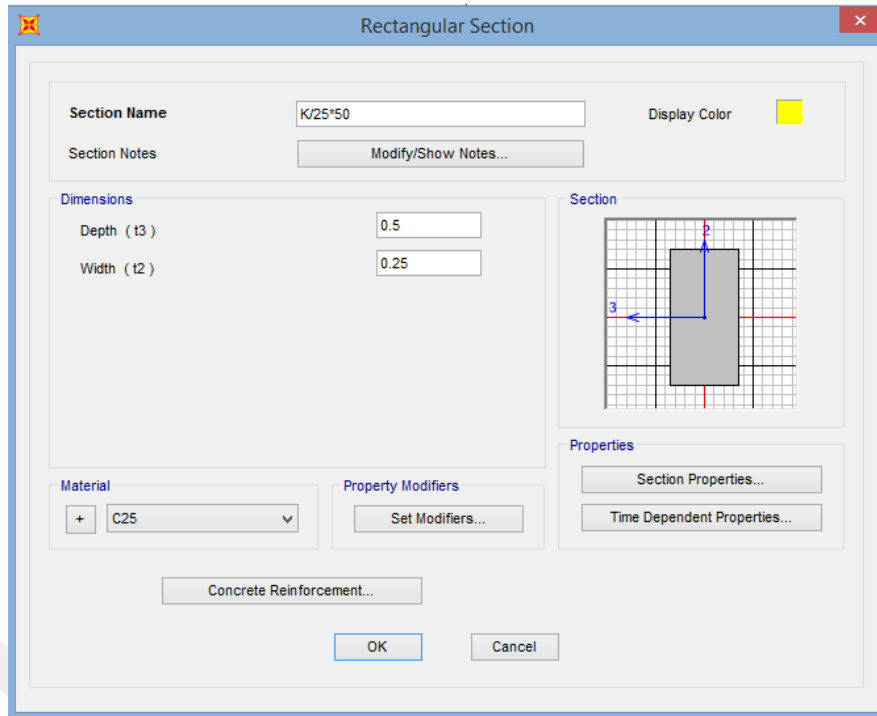 Rectangular Section
Section Name K/25*50 Display Color
Section Notes Modify/Show Notes...
Dimensions
Depth ( t3 ) 0.5
Width ( t2 ) 0.25
Section
2
3
Properties
Section Properties...
Time Dependent Properties...
Material
+ C25
Property Modifiers
Set Modifiers...
Concrete Reinforcement...
OK Cancel